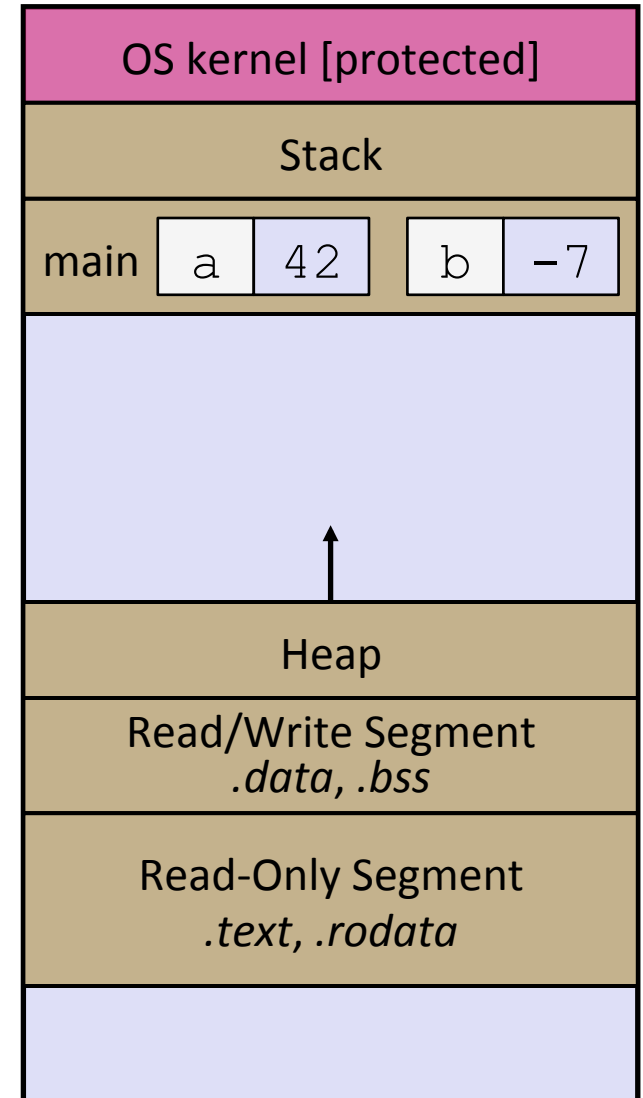 OS kernel [protected]
Stack
main a 42 b -7
Heap
Read/Write Segment
.data, .bss
Read-Only Segment
.text, .rodata